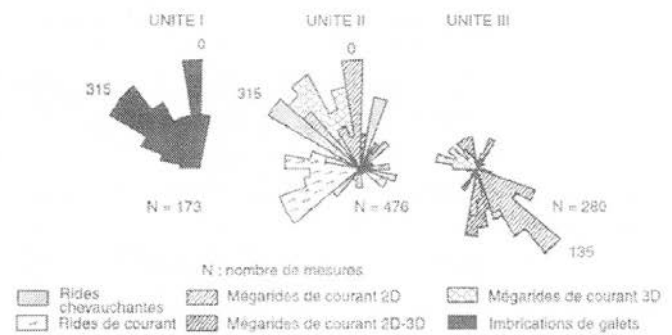 UNITE I UNITE II UNITE III
0 0
315 315
N = 173 N = 476 N = 280
135
N : nombre de mesures
Rides chevauchantes
Mégarides de courant 2D
Mégarides de courant 3D
Rides de courant
Mégarides de courant 2D-3D
Imbrications de galets